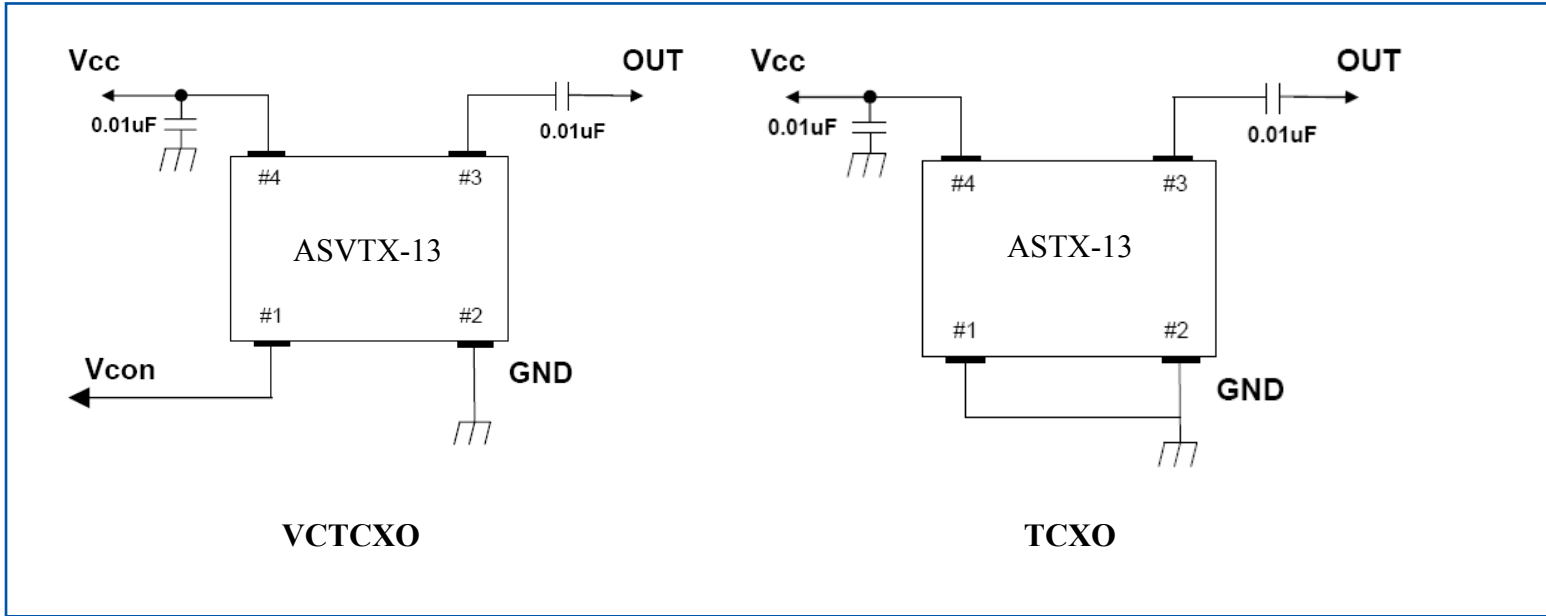 Vcc
OUT
0.01uF
0.01uF
#4
#3
ASVTX-13
#1
#2
Vcon
GND
VCTCXO
Vcc
OUT
0.01uF
0.01uF
#4
#3
ASTX-13
#1
#2
GND
TCXO